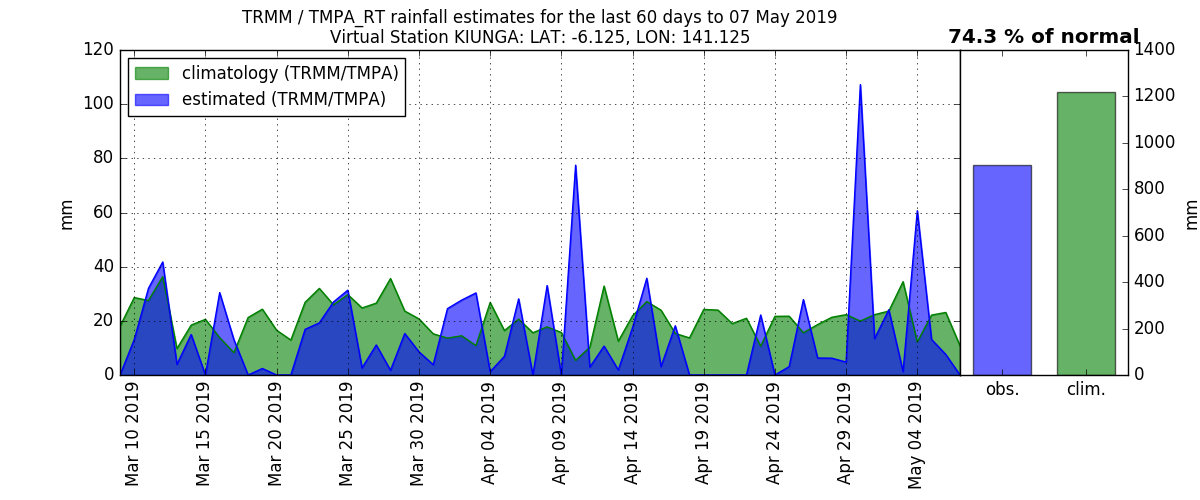 TRMM / TMPA_RT rainfall estimates for the last 60 days to 07 May 2019
Virtual Station KIUNGA: LAT: -6.125, LON: 141.125
74.3 % of normal
climatology (TRMM/TMPA)
estimated (TRMM/TMPA)
mm
120
100
80
60
40
20
0
Mar 10 2019
Mar 15 2019
Mar 20 2019
Mar 25 2019
Mar 30 2019
Apr 04 2019
Apr 09 2019
Apr 14 2019
Apr 19 2019
Apr 24 2019
Apr 29 2019
May 04 2019
obs.
clim.
1400
1200
1000
800
600
400
200
0
mm